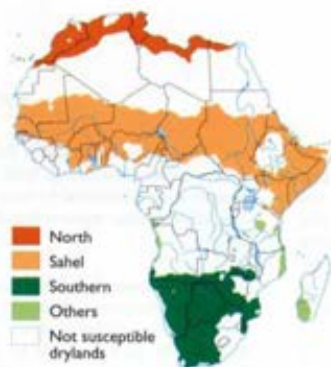 North
Sahel
Southern
Others
Not susceptible
drylands